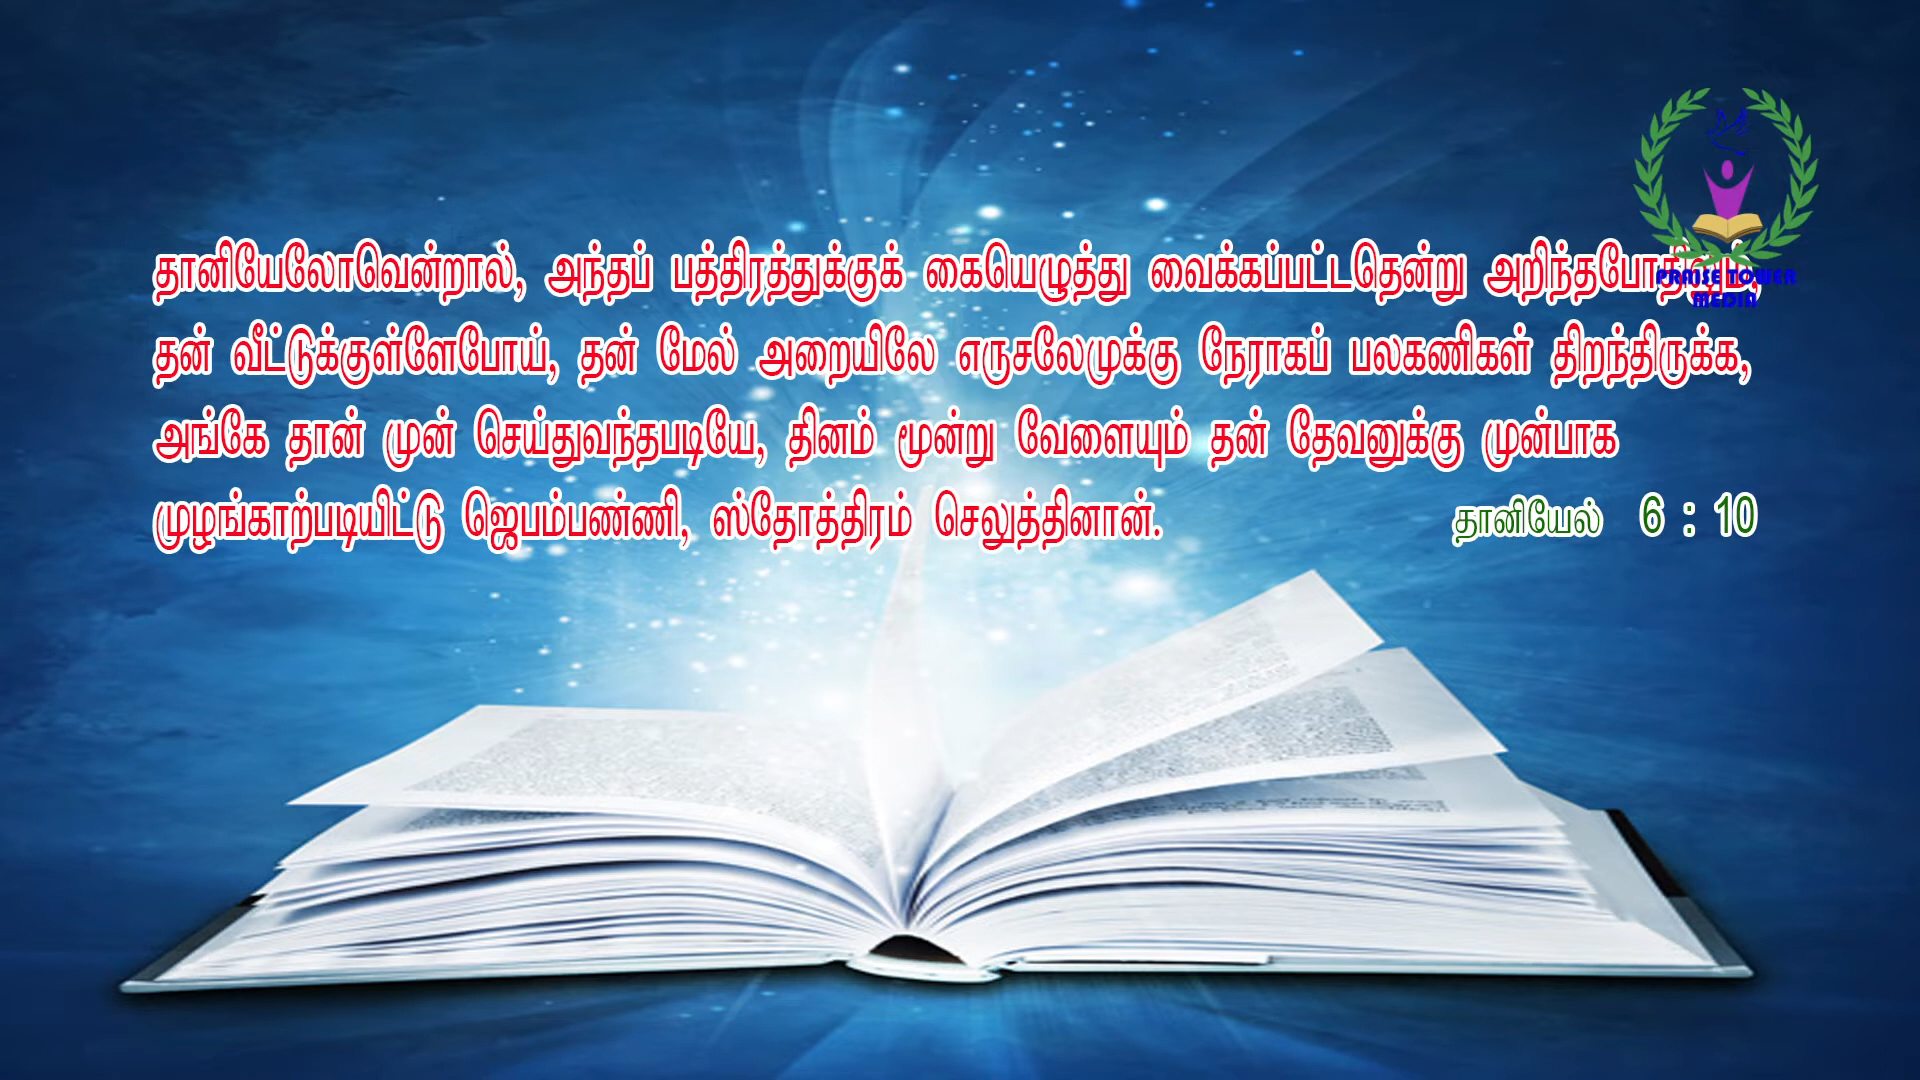 தானியேலோவென்றால், அந்தப் பத்திரத்துக்குக் கையெழுத்து வைக்கப்பட்டதென்று அறிந்தபோதிலும்,
தன் வீட்டுக்குள்ளேபோய், தன் மேல் அறையிலே எருசலேமுக்கு நேராகப் பலகணிகள் திறந்திருக்க,
அங்கே தான் முன் செய்துவந்தபடியே, தினம் மூன்று வேளையும் தன் தேவனுக்கு முன்பாக
முழங்காற்படியிட்டு ஜெபம்பண்ணி, ஸ்தோத்திரம் செலுத்தினான்.
தானியேல் 6 : 10
PRAISE TOWER
MEDIA